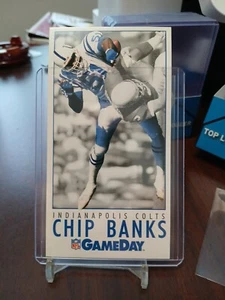 INDIANAPOLIS COLTS
CHIP BANKS
NFL GAMEDAY
TOP L